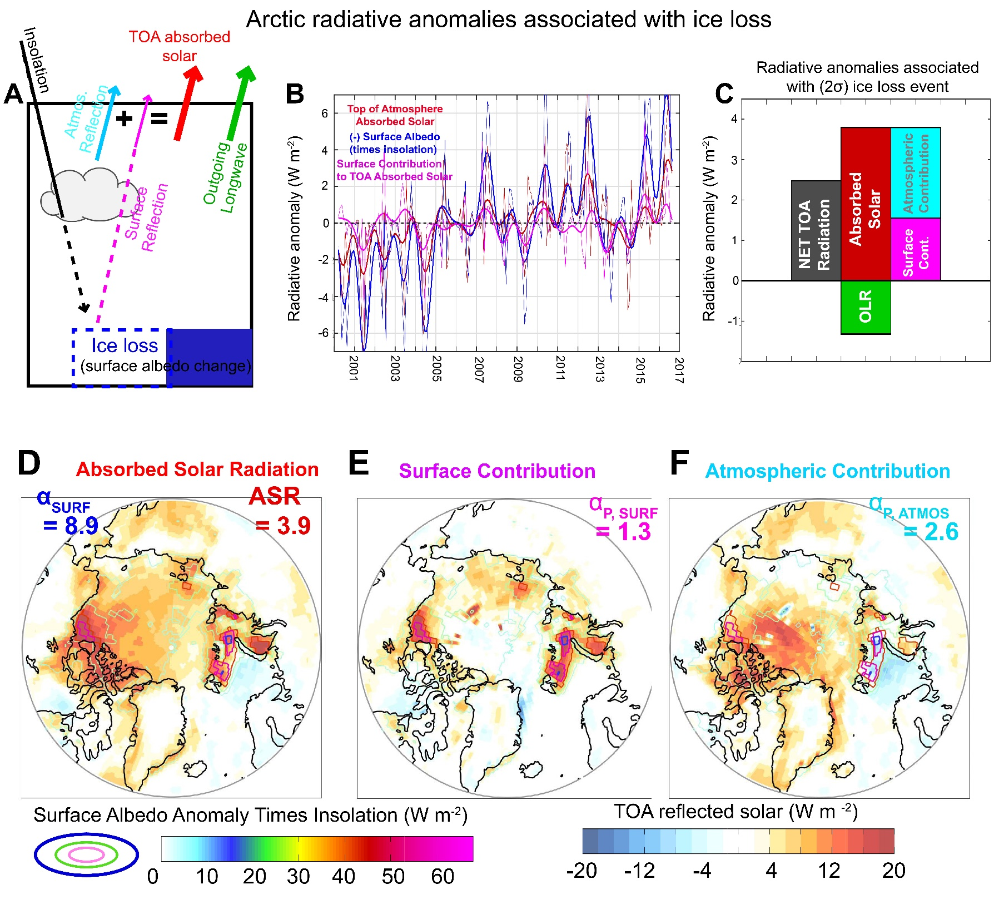 Arctic radiative anomalies associated with ice loss
A
Insolation
TOA absorbed
solar
Atmos.
Reflection
+
=
Surface
Reflection
Outgoing
Longwave
Ice loss
(surface albedo change)
B
Radiative anomaly (W m-2)
Top of Atmosphere
Absorbed Solar
(-) Surface Albedo
(times insolation)
Surface Contribution
to TOA Absorbed Solar
6
4
2
0
-2
-4
-6
2001
2003
2005
2007
2009
2011
2013
2015
2017
C
Radiative anomalies associated
with (2σ) ice loss event
Radiative anomaly (W m-2)
4
3
2
1
0
-1
NET TOA
Radiation
Absorbed
Solar
OLR
Atmospheric
Contribution
Surface
Cont.
D
Absorbed Solar Radiation
αSURF
= 8.9
ASR
= 3.9
E
Surface Contribution
αP, SURF
= 1.3
F
Atmospheric Contribution
αP, ATMOS
= 2.6
Surface Albedo Anomaly Times Insolation (W m-2)
0 10 20 30 40 50 60
TOA reflected solar (W m -2)
-20 -12 -4 4 12 20